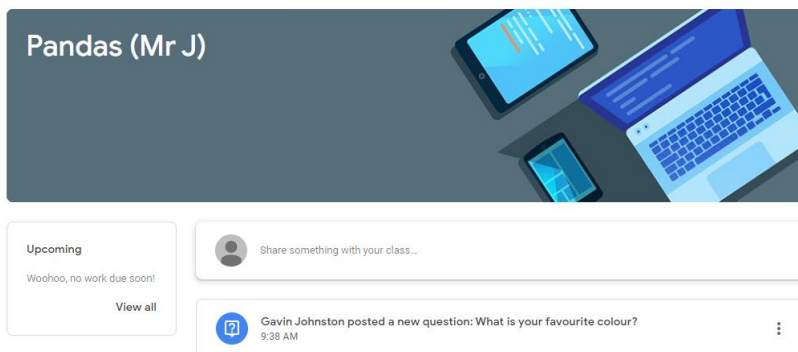 Pandas (Mr J)
Upcoming
Woohoo, no work due soon!
View all
Share something with your class...
Gavin Johnston posted a new question: What is your favourite colour?
9:38 AM